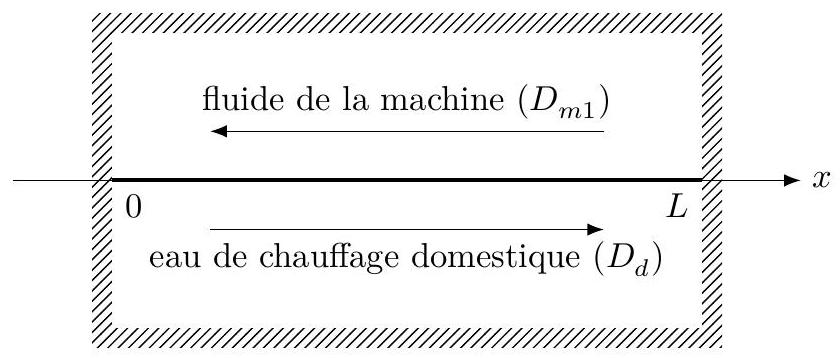 fluide de la machine (D_{m1})
x
0
L
eau de chauffage domestique (D_d)